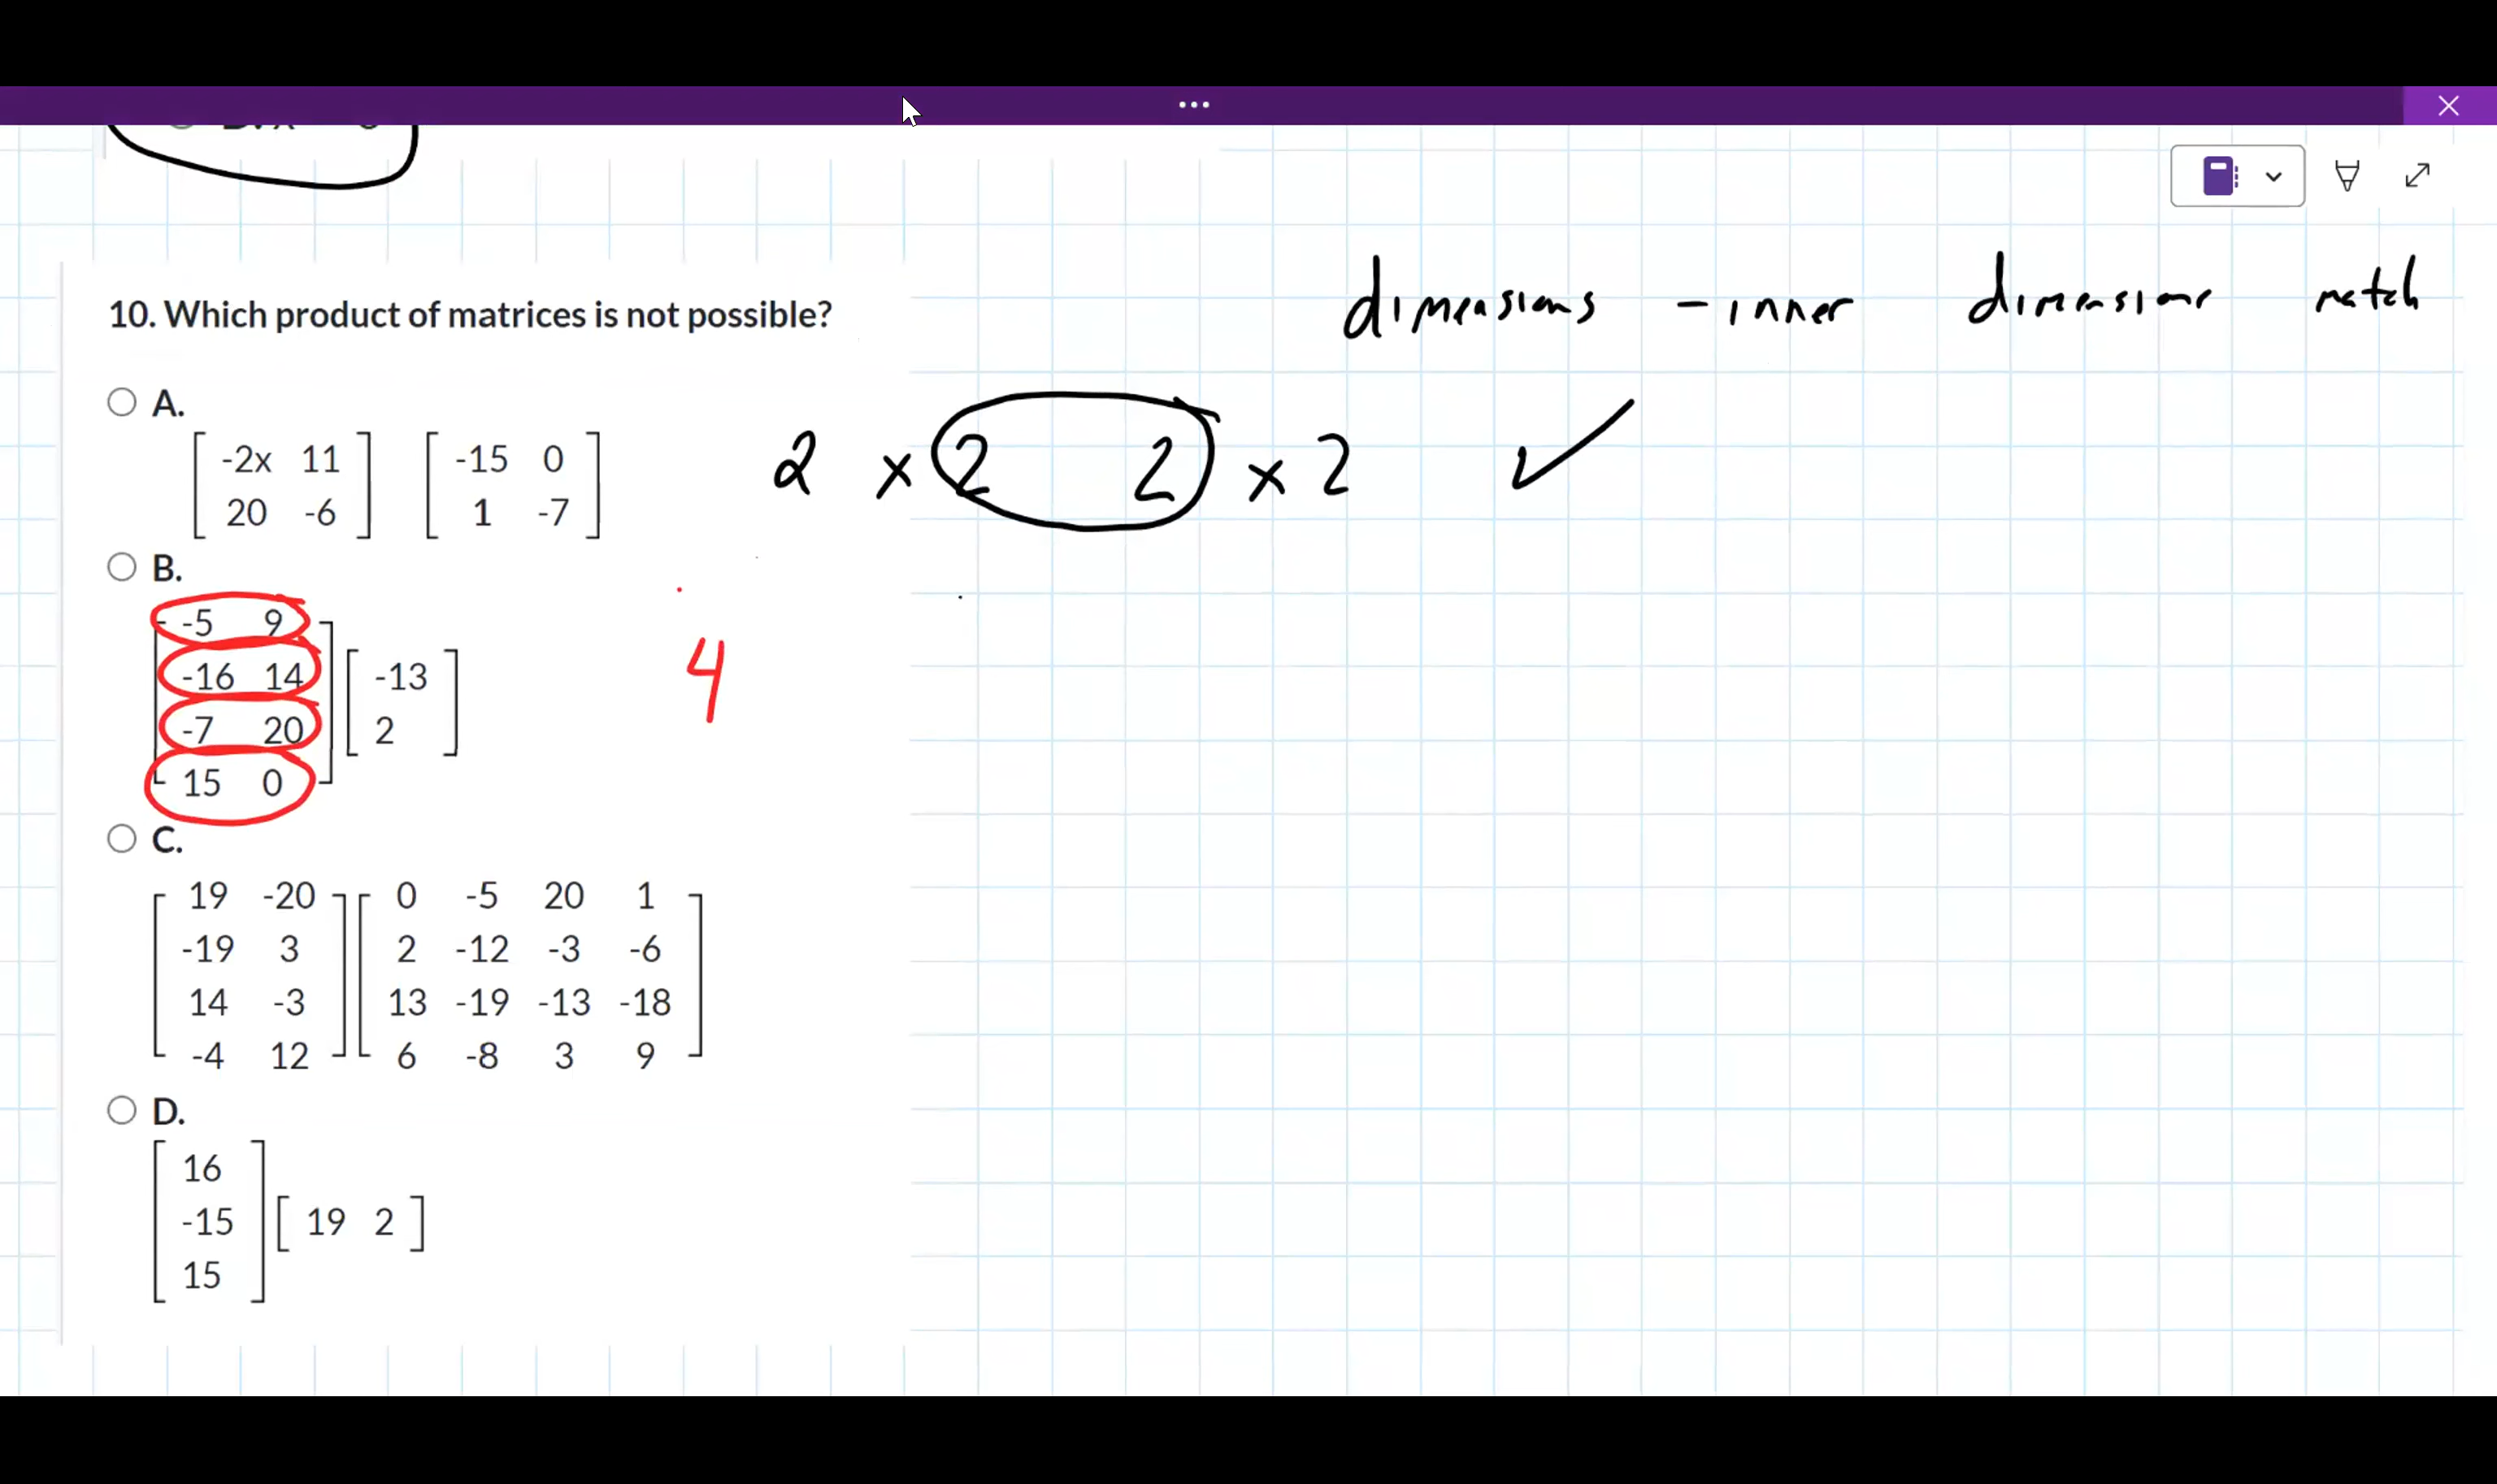 dimensions - inner dimensions match
10. Which product of matrices is not possible?
A.
-2x 11 -15 0
20 -6 1 -7
2 x 2 2 x 2 ✓
B.
-5 9
-16 14 -13
-7 20 2
15 0
4
C.
19 -20 0 -5 20 1
-19 3 2 -12 -3 -6
14 -3 13 -19 -13 -18
-4 12 6 -8 3 9
D.
16
-15 [ 19 2 ]
15